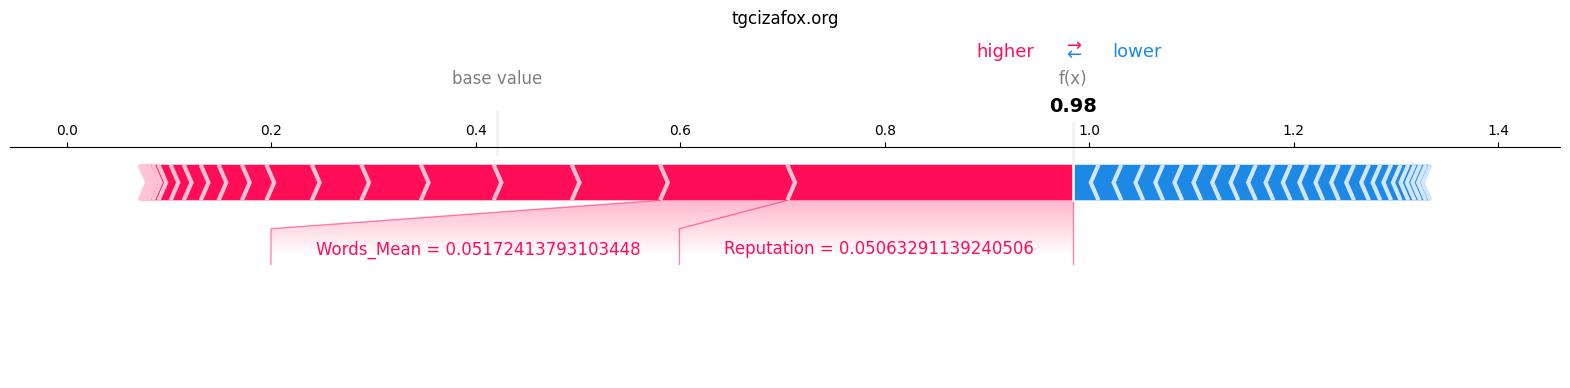 tgcizafox.org
higher ⇄ lower
base value f(x)
0.98
0.0 0.2 0.4 0.6 0.8 1.0 1.2 1.4
Words_Mean = 0.05172413793103448 Reputation = 0.05063291139240506